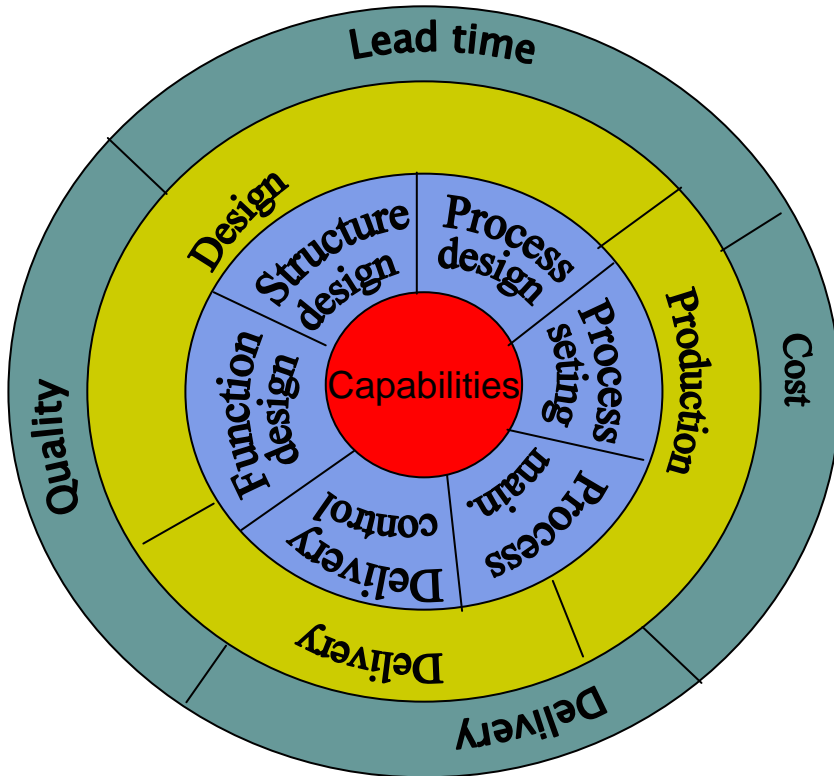 Lead time
Cost
Delivery
Quality
Design
Production
Delivery
Structure
design
Process
design
Process
seting
Process
main.
Delivery
control
Function
design
Capabilities